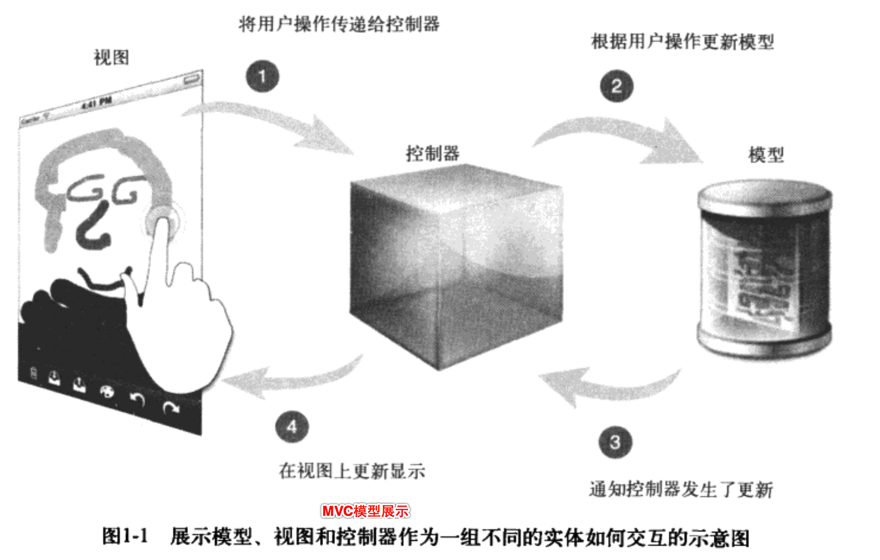 将用户操作传递给控制器
根据用户操作更新模型
视图
1
2
4:41 PM
控制器
模型
4
3
在视图上更新显示
通知控制器发生了更新
MVC模型展示
图1-1 展示模型、视图和控制器作为一组不同的实体如何交互的示意图